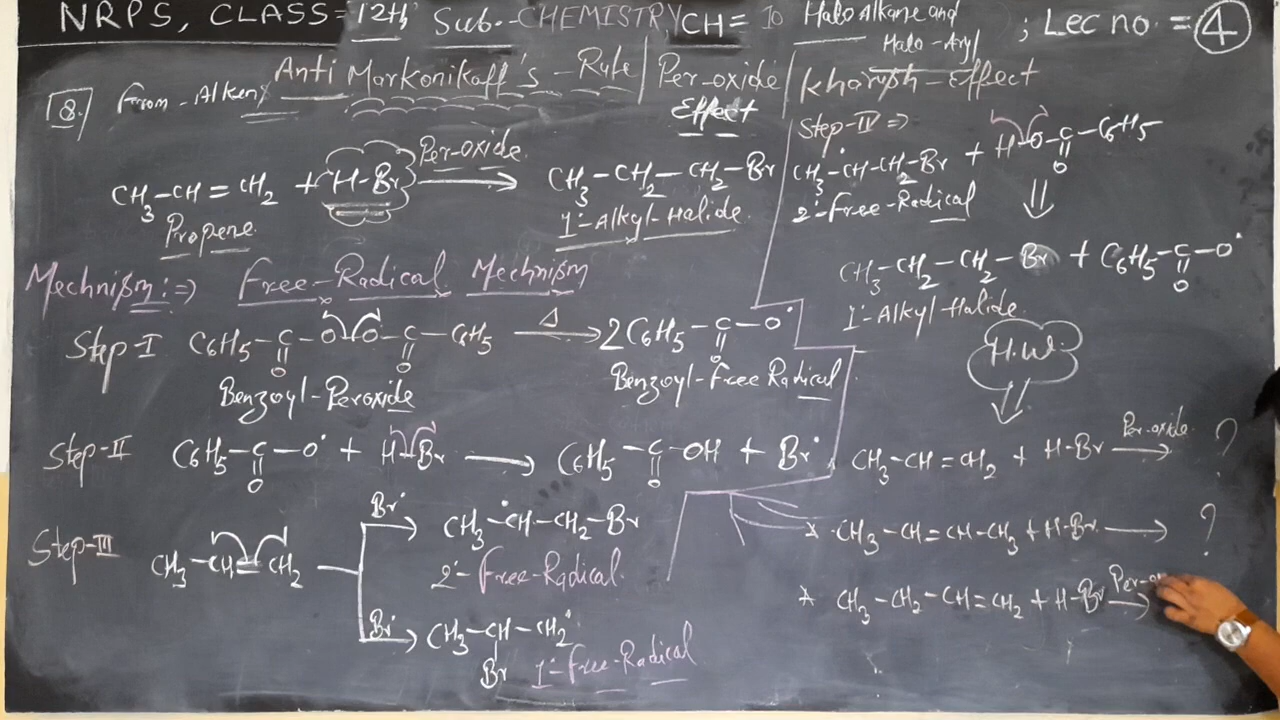 NRPS, CLASS=12th Sub.-CHEMISTRY, CH= 10 Halo Alkane and Halo-Aryl ; Lec no. = 4
8. From-Alkene Anti Markonikoff's-Rule | Per-oxide Effect | Kharash-Effect
CH3-CH=CH2 + H-Br Per-oxide → CH3-CH2-CH2-Br
Propene 1°-Alkyl-Halide
Mechnism:⇒ Free-Radical Mechnism
Step-I C6H5-C-O-O-C-C6H5 Δ → 2C6H5-C-O•
O O O
Benzoyl-Peroxide Benzoyl-Free Radical
Step-II C6H5-C-O• + H-Br → C6H5-C-OH + Br•
O O
Step-III CH3-CH=CH2
Br• → CH3-•CH-CH2-Br
2°-Free-Radical
Br• → CH3-CH-CH2•
Br 1°-Free-Radical
Step-IV ⇒
CH3-•CH-CH2-Br + H-O-C-C6H5
O
2°-Free-Radical
⇓
CH3-CH2-CH2-Br + C6H5-C-O•
O
1°-Alkyl-Halide
H.W.
CH3-CH=CH2 + H-Br Per-oxide → ?
* CH3-CH=CH-CH3 + H-Br → ?
* CH3-CH2-CH=CH2 + H-Br →